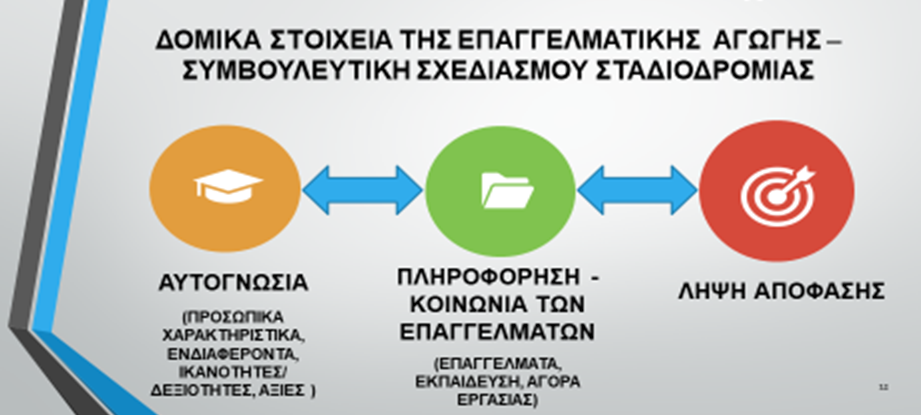 ΔΟΜΙΚΑ ΣΤΟΙΧΕΙΑ ΤΗΣ ΕΠΑΓΓΕΛΜΑΤΙΚΗΣ ΑΓΩΓΗΣ –
ΣΥΜΒΟΥΛΕΥΤΙΚΗ ΣΧΕΔΙΑΣΜΟΥ ΣΤΑΔΙΟΔΡΟΜΙΑΣ
ΑΥΤΟΓΝΩΣΙΑ
(ΠΡΟΣΩΠΙΚΑ
ΧΑΡΑΚΤΗΡΙΣΤΙΚΑ,
ΕΝΔΙΑΦΕΡΟΝΤΑ,
ΙΚΑΝΟΤΗΤΕΣ/
ΔΕΞΙΟΤΗΤΕΣ, ΑΞΙΕΣ )
ΠΛΗΡΟΦΟΡΗΣΗ -
ΚΟΙΝΩΝΙΑ ΤΩΝ
ΕΠΑΓΓΕΛΜΑΤΩΝ
(ΕΠΑΓΓΕΛΜΑΤΑ,
ΕΚΠΑΙΔΕΥΣΗ, ΑΓΟΡΑ
ΕΡΓΑΣΙΑΣ)
ΛΗΨΗ ΑΠΟΦΑΣΗΣ